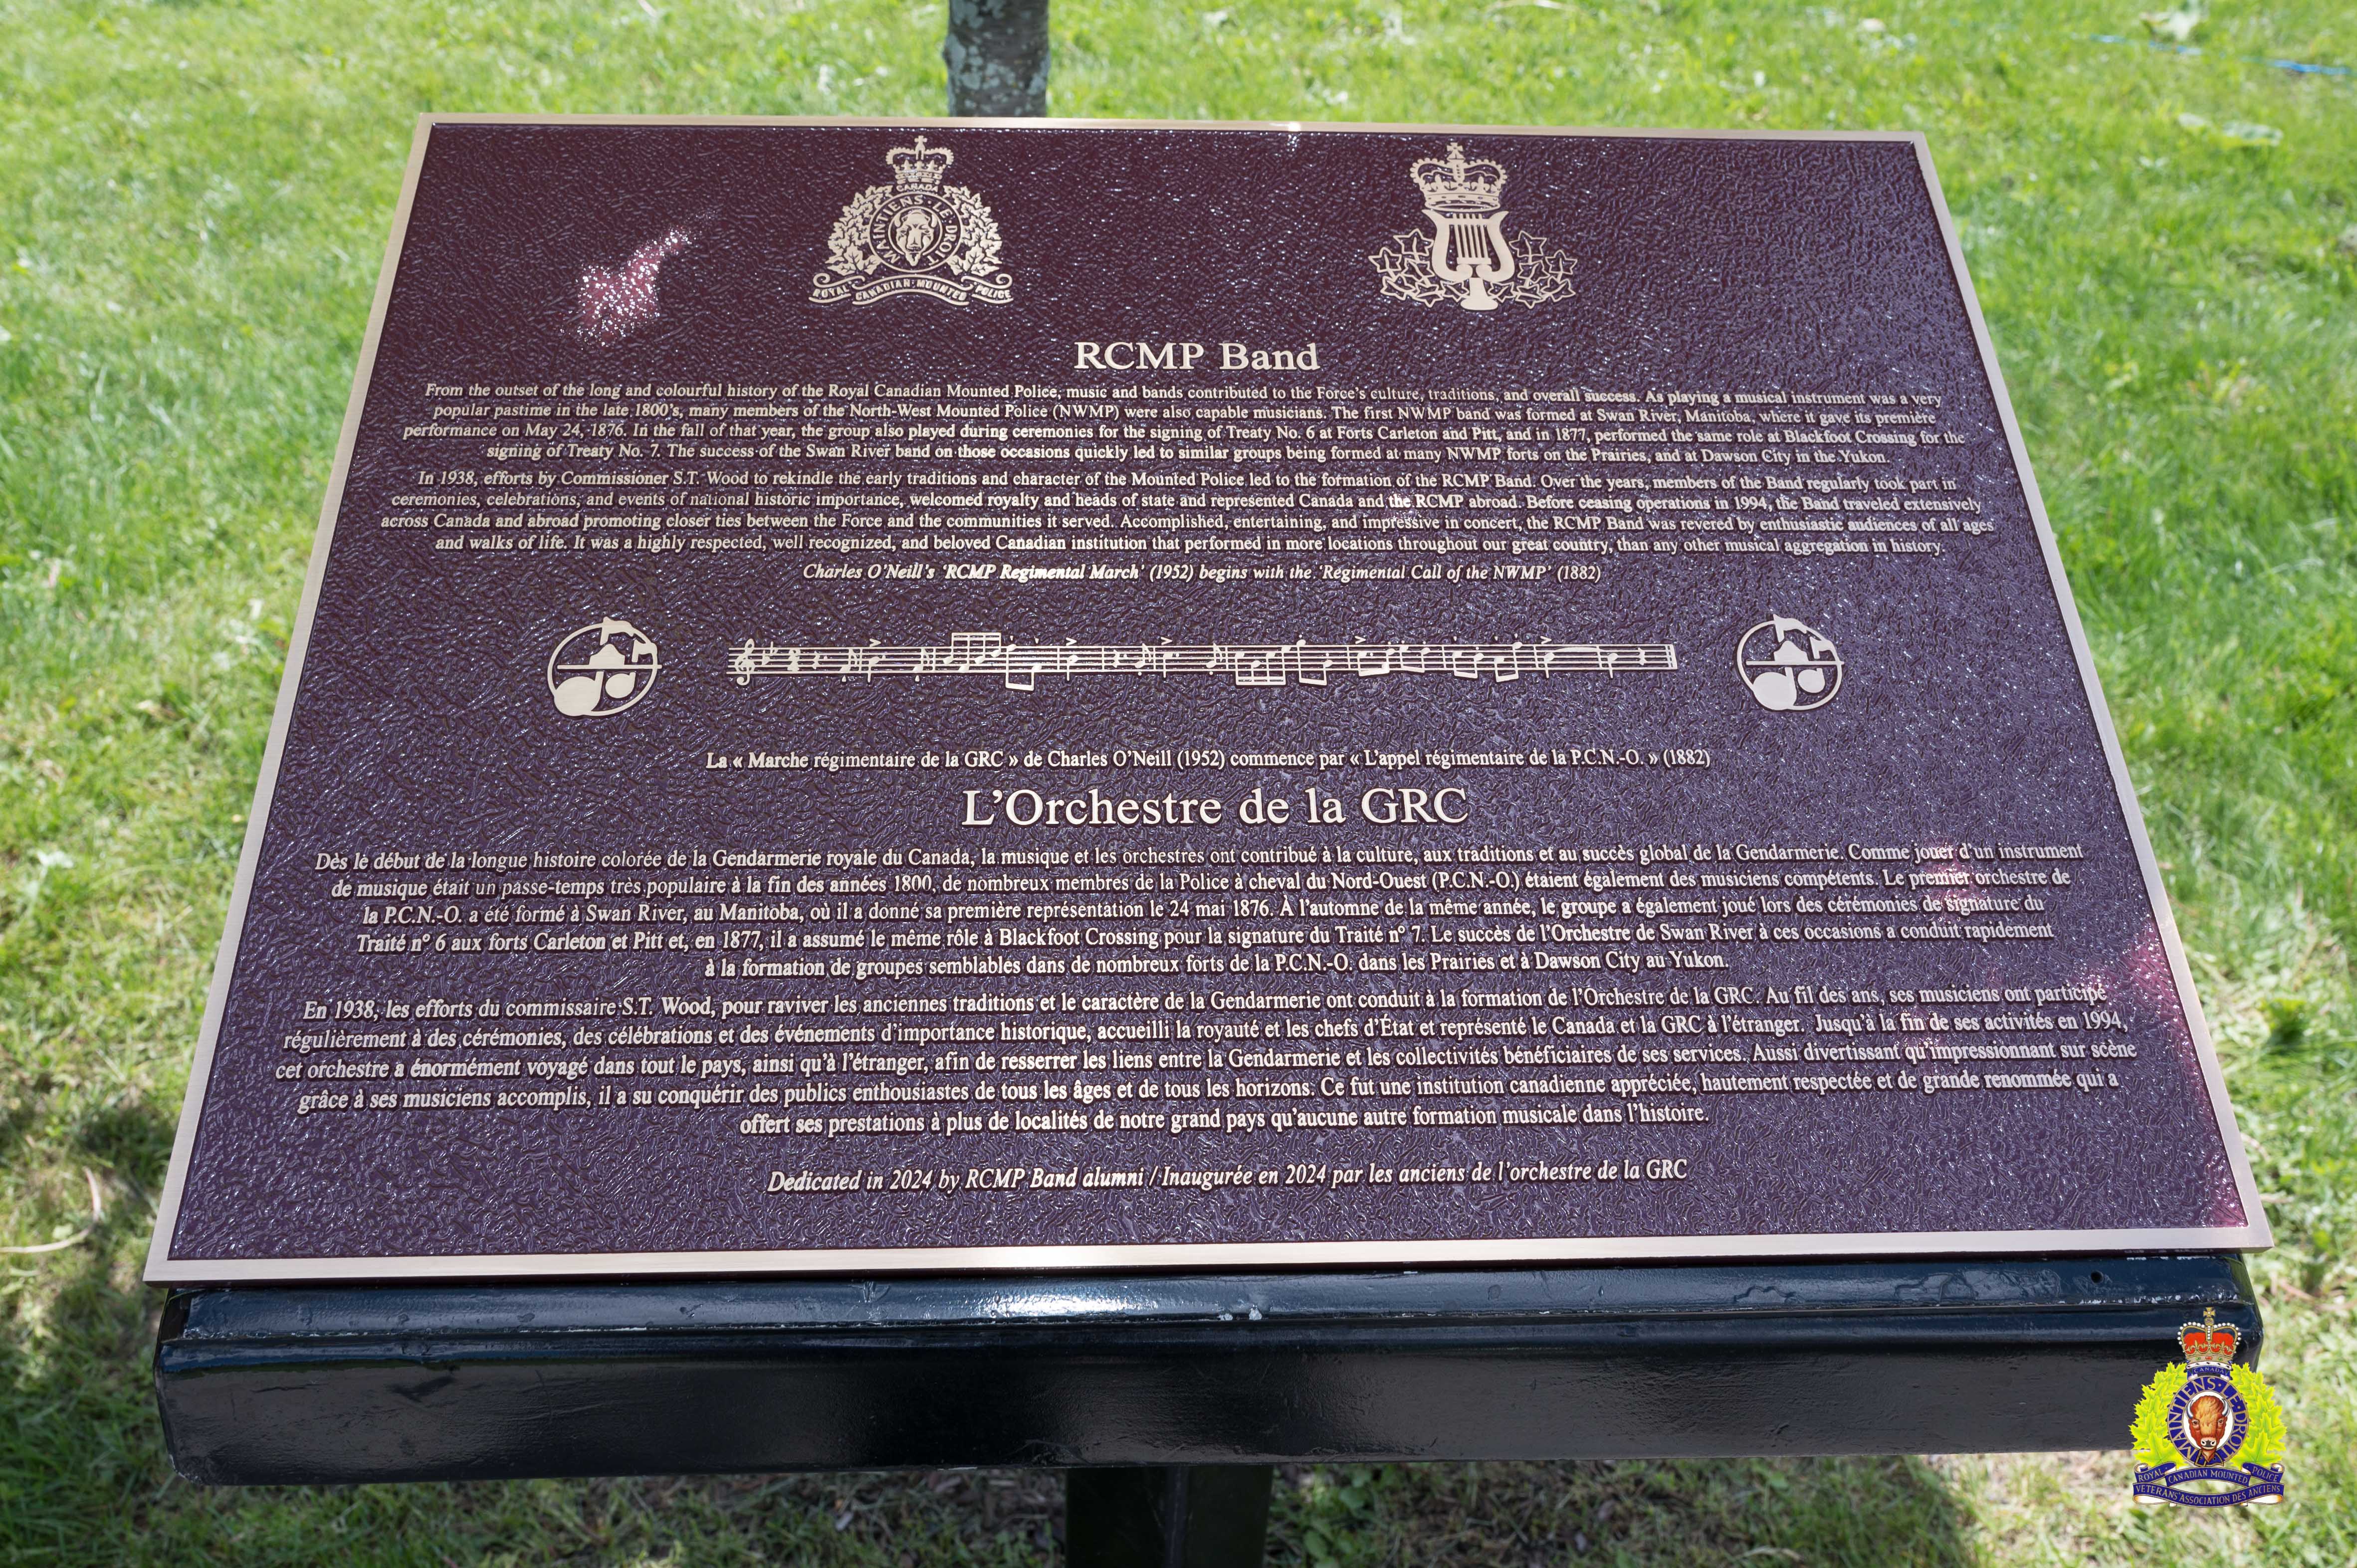 CANADA
MAINTIENS LE DROIT
ROYAL CANADIAN MOUNTED POLICE
RCMP Band
From the outset of the long and colourful history of the Royal Canadian Mounted Police, music and bands contributed to the Force's culture, traditions, and overall success. As playing a musical instrument was a very
popular pastime in the late 1800's, many members of the North-West Mounted Police (NWMP) were also capable musicians. The first NWMP band was formed at Swan River, Manitoba, where it gave its première
performance on May 24, 1876. In the fall of that year, the group also played during ceremonies for the signing of Treaty No. 6 at Forts Carleton and Pitt, and in 1877, performed the same role at Blackfoot Crossing for the
signing of Treaty No. 7. The success of the Swan River band on those occasions quickly led to similar groups being formed at many NWMP forts on the Prairies, and at Dawson City in the Yukon.
In 1938, efforts by Commissioner S.T. Wood to rekindle the early traditions and character of the Mounted Police led to the formation of the RCMP Band. Over the years, members of the Band regularly took part in
ceremonies, celebrations, and events of national historic importance, welcomed royalty and heads of state and represented Canada and the RCMP abroad. Before ceasing operations in 1994, the Band traveled extensively
across Canada and abroad promoting closer ties between the Force and the communities it served. Accomplished, entertaining, and impressive in concert, the RCMP Band was revered by enthusiastic audiences of all ages
and walks of life. It was a highly respected, well recognized, and beloved Canadian institution that performed in more locations throughout our great country, than any other musical aggregation in history.
Charles O'Neill's 'RCMP Regimental March' (1952) begins with the 'Regimental Call of the NWMP' (1882)
La « Marche régimentaire de la GRC » de Charles O'Neill (1952) commence par « L'appel régimentaire de la P.C.N.-O. » (1882)
L'Orchestre de la GRC
Dès le début de la longue histoire colorée de la Gendarmerie royale du Canada, la musique et les orchestres ont contribué à la culture, aux traditions et au succès global de la Gendarmerie. Comme jouer d'un instrument
de musique était un passe-temps très populaire à la fin des années 1800, de nombreux membres de la Police à cheval du Nord-Ouest (P.C.N.-O.) étaient également des musiciens compétents. Le premier orchestre de
la P.C.N.-O. a été formé à Swan River, au Manitoba, où il a donné sa première représentation le 24 mai 1876. À l'automne de la même année, le groupe a également joué lors des cérémonies de signature du
Traité nº 6 aux forts Carleton et Pitt et, en 1877, il a assumé le même rôle à Blackfoot Crossing pour la signature du Traité nº 7. Le succès de l'Orchestre de Swan River à ces occasions a conduit rapidement
à la formation de groupes semblables dans de nombreux forts de la P.C.N.-O. dans les Prairies et à Dawson City au Yukon.
En 1938, les efforts du commissaire S.T. Wood, pour raviver les anciennes traditions et le caractère de la Gendarmerie ont conduit à la formation de l'Orchestre de la GRC. Au fil des ans, ses musiciens ont participé
régulièrement à des cérémonies, des célébrations et des événements d'importance historique, accueilli la royauté et les chefs d'État et représenté le Canada et la GRC à l'étranger. Jusqu'à la fin de ses activités en 1994,
cet orchestre a énormément voyagé dans tout le pays, ainsi qu'à l'étranger, afin de resserrer les liens entre la Gendarmerie et les collectivités bénéficiaires de ses services. Aussi divertissant qu'impressionnant sur scène
grâce à ses musiciens accomplis, il a su conquérir des publics enthousiastes de tous les âges et de tous les horizons. Ce fut une institution canadienne appréciée, hautement respectée et de grande renommée qui a
offert ses prestations à plus de localités de notre grand pays qu'aucune autre formation musicale dans l'histoire.
Dedicated in 2024 by RCMP Band alumni / Inaugurée en 2024 par les anciens de l'orchestre de la GRC
CANADA
MAINTIENS LE DROIT
ROYAL CANADIAN MOUNTED POLICE
VETERANS' ASSOCIATION DES ANCIENS